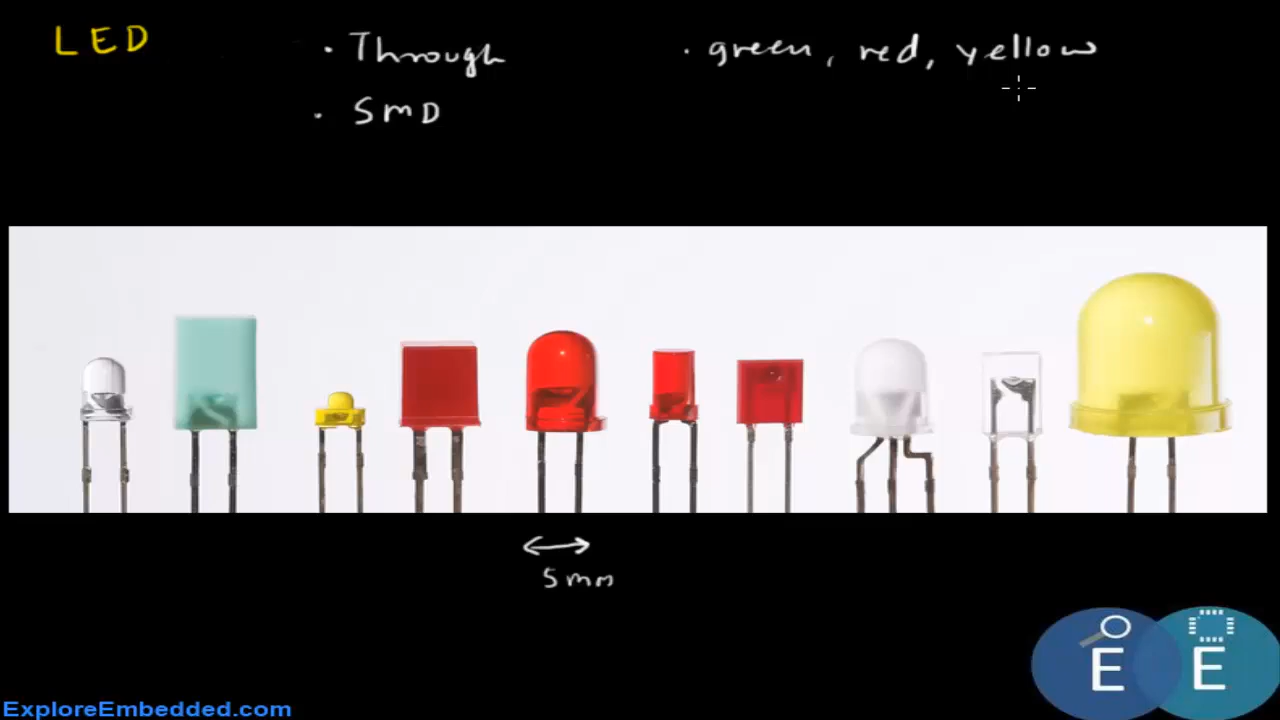 LED
· Through
· SMD
· green, red, yellow
5mm
E E
ExploreEmbedded.com